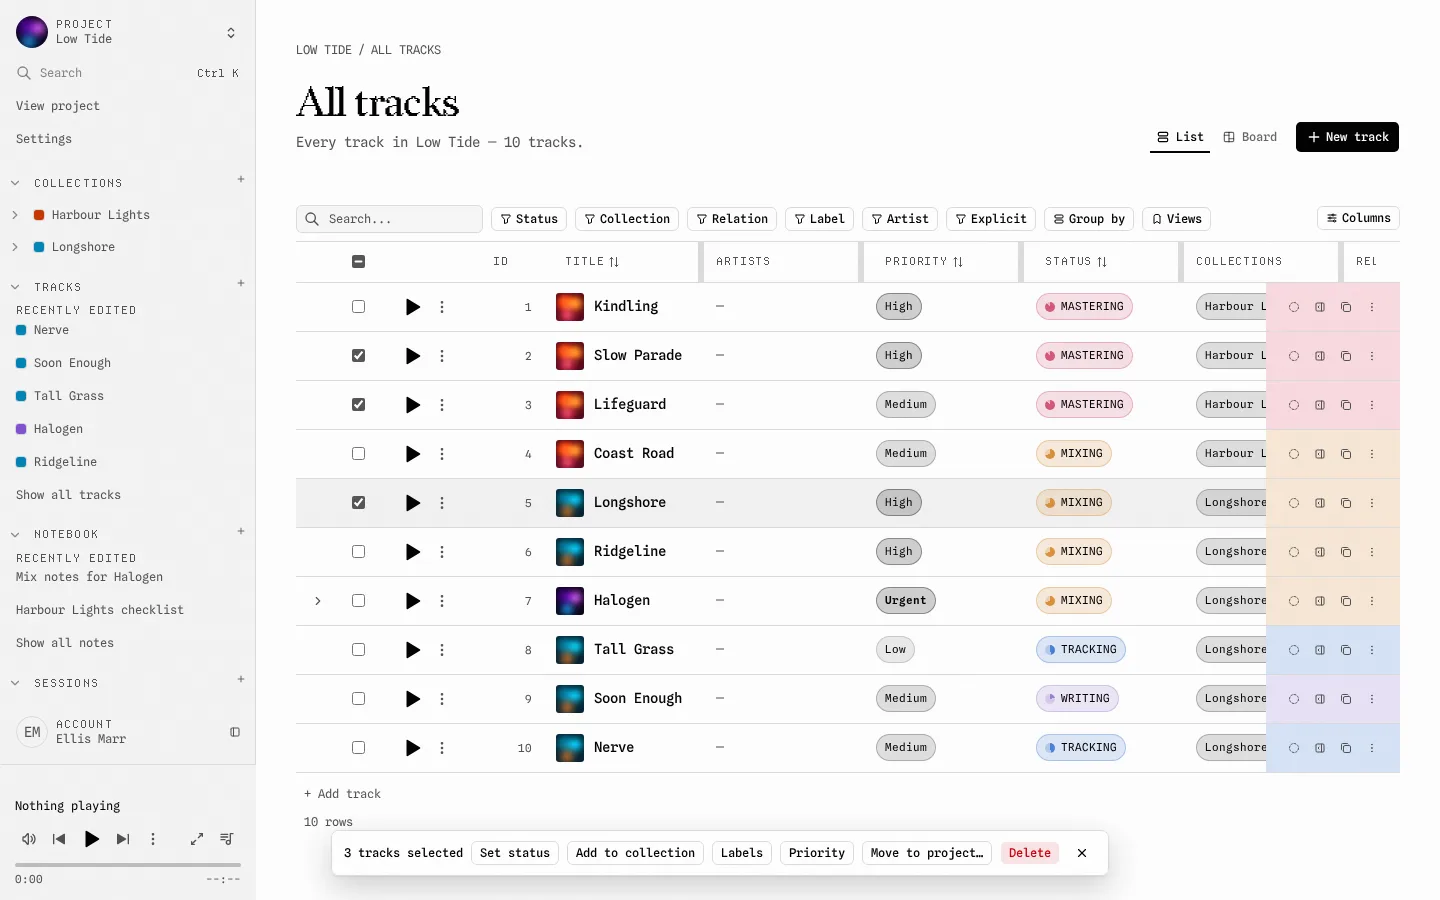 PROJECT
Low Tide
Search Ctrl K
View project
Settings
COLLECTIONS +
Harbour Lights
Longshore
TRACKS +
RECENTLY EDITED
Nerve
Soon Enough
Tall Grass
Halogen
Ridgeline
Show all tracks
NOTEBOOK +
RECENTLY EDITED
Mix notes for Halogen
Harbour Lights checklist
Show all notes
SESSIONS +
EM
ACCOUNT
Ellis Marr
Nothing playing
0:00 --:--
LOW TIDE / ALL TRACKS
All tracks
Every track in Low Tide — 10 tracks.
List Board + New track
Search... Status Collection Relation Label Artist Explicit Group by Views Columns
ID TITLE ARTISTS PRIORITY STATUS COLLECTIONS REL
1 Kindling — High MASTERING Harbour L
2 Slow Parade — High MASTERING Harbour L
3 Lifeguard — Medium MASTERING Harbour L
4 Coast Road — Medium MIXING Harbour L
5 Longshore — High MIXING Longshore
6 Ridgeline — High MIXING Longshore
7 Halogen — Urgent MIXING Longshore
8 Tall Grass — Low TRACKING Longshore
9 Soon Enough — Medium WRITING Longshore
10 Nerve — Medium TRACKING Longshore
+ Add track
10 rows
3 tracks selected Set status Add to collection Labels Priority Move to project… Delete